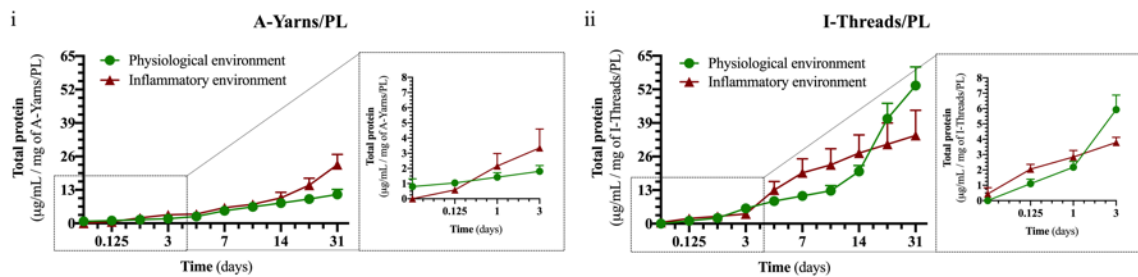 i
A-Yarns/PL
Total protein
(µg/mL / mg of A-Yarns/PL)
65
52
39
26
13
0
Physiological environment
Inflammatory environment
0.125 3 7 14 31
Time (days)
Total protein
(µg/mL / mg of A-Yarns/PL)
8
7
6
5
4
3
2
1
0
0.125 1 3
Time (days)
ii
I-Threads/PL
Total protein
(µg/mL / mg of I-Threads/PL)
65
52
39
26
13
0
Physiological environment
Inflammatory environment
0.125 3 7 14 31
Time (days)
Total protein
(µg/mL / mg of I-Threads/PL)
8
7
6
5
4
3
2
1
0
0.125 1 3
Time (days)